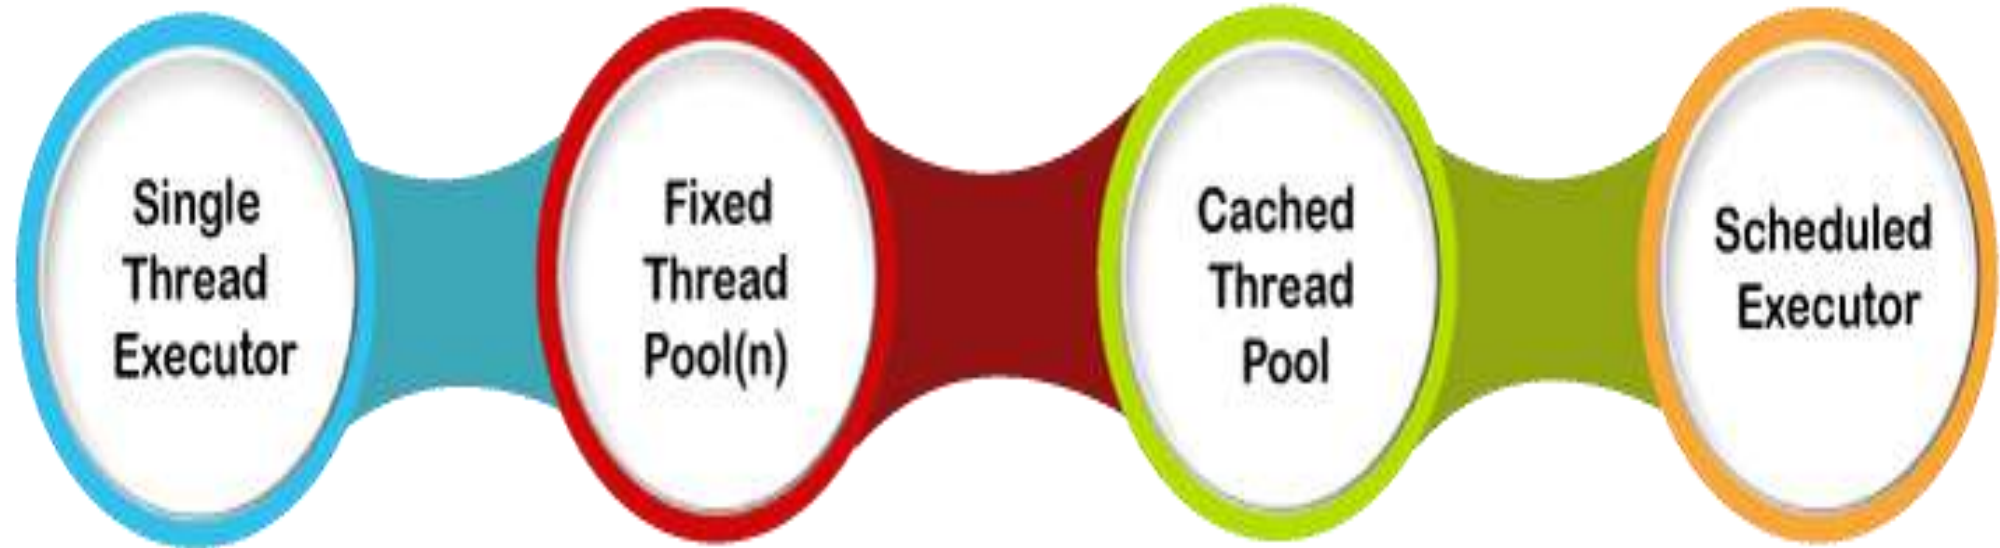 Single
Thread
Executor
Fixed
Thread
Pool(n)
Cached
Thread
Pool
Scheduled
Executor